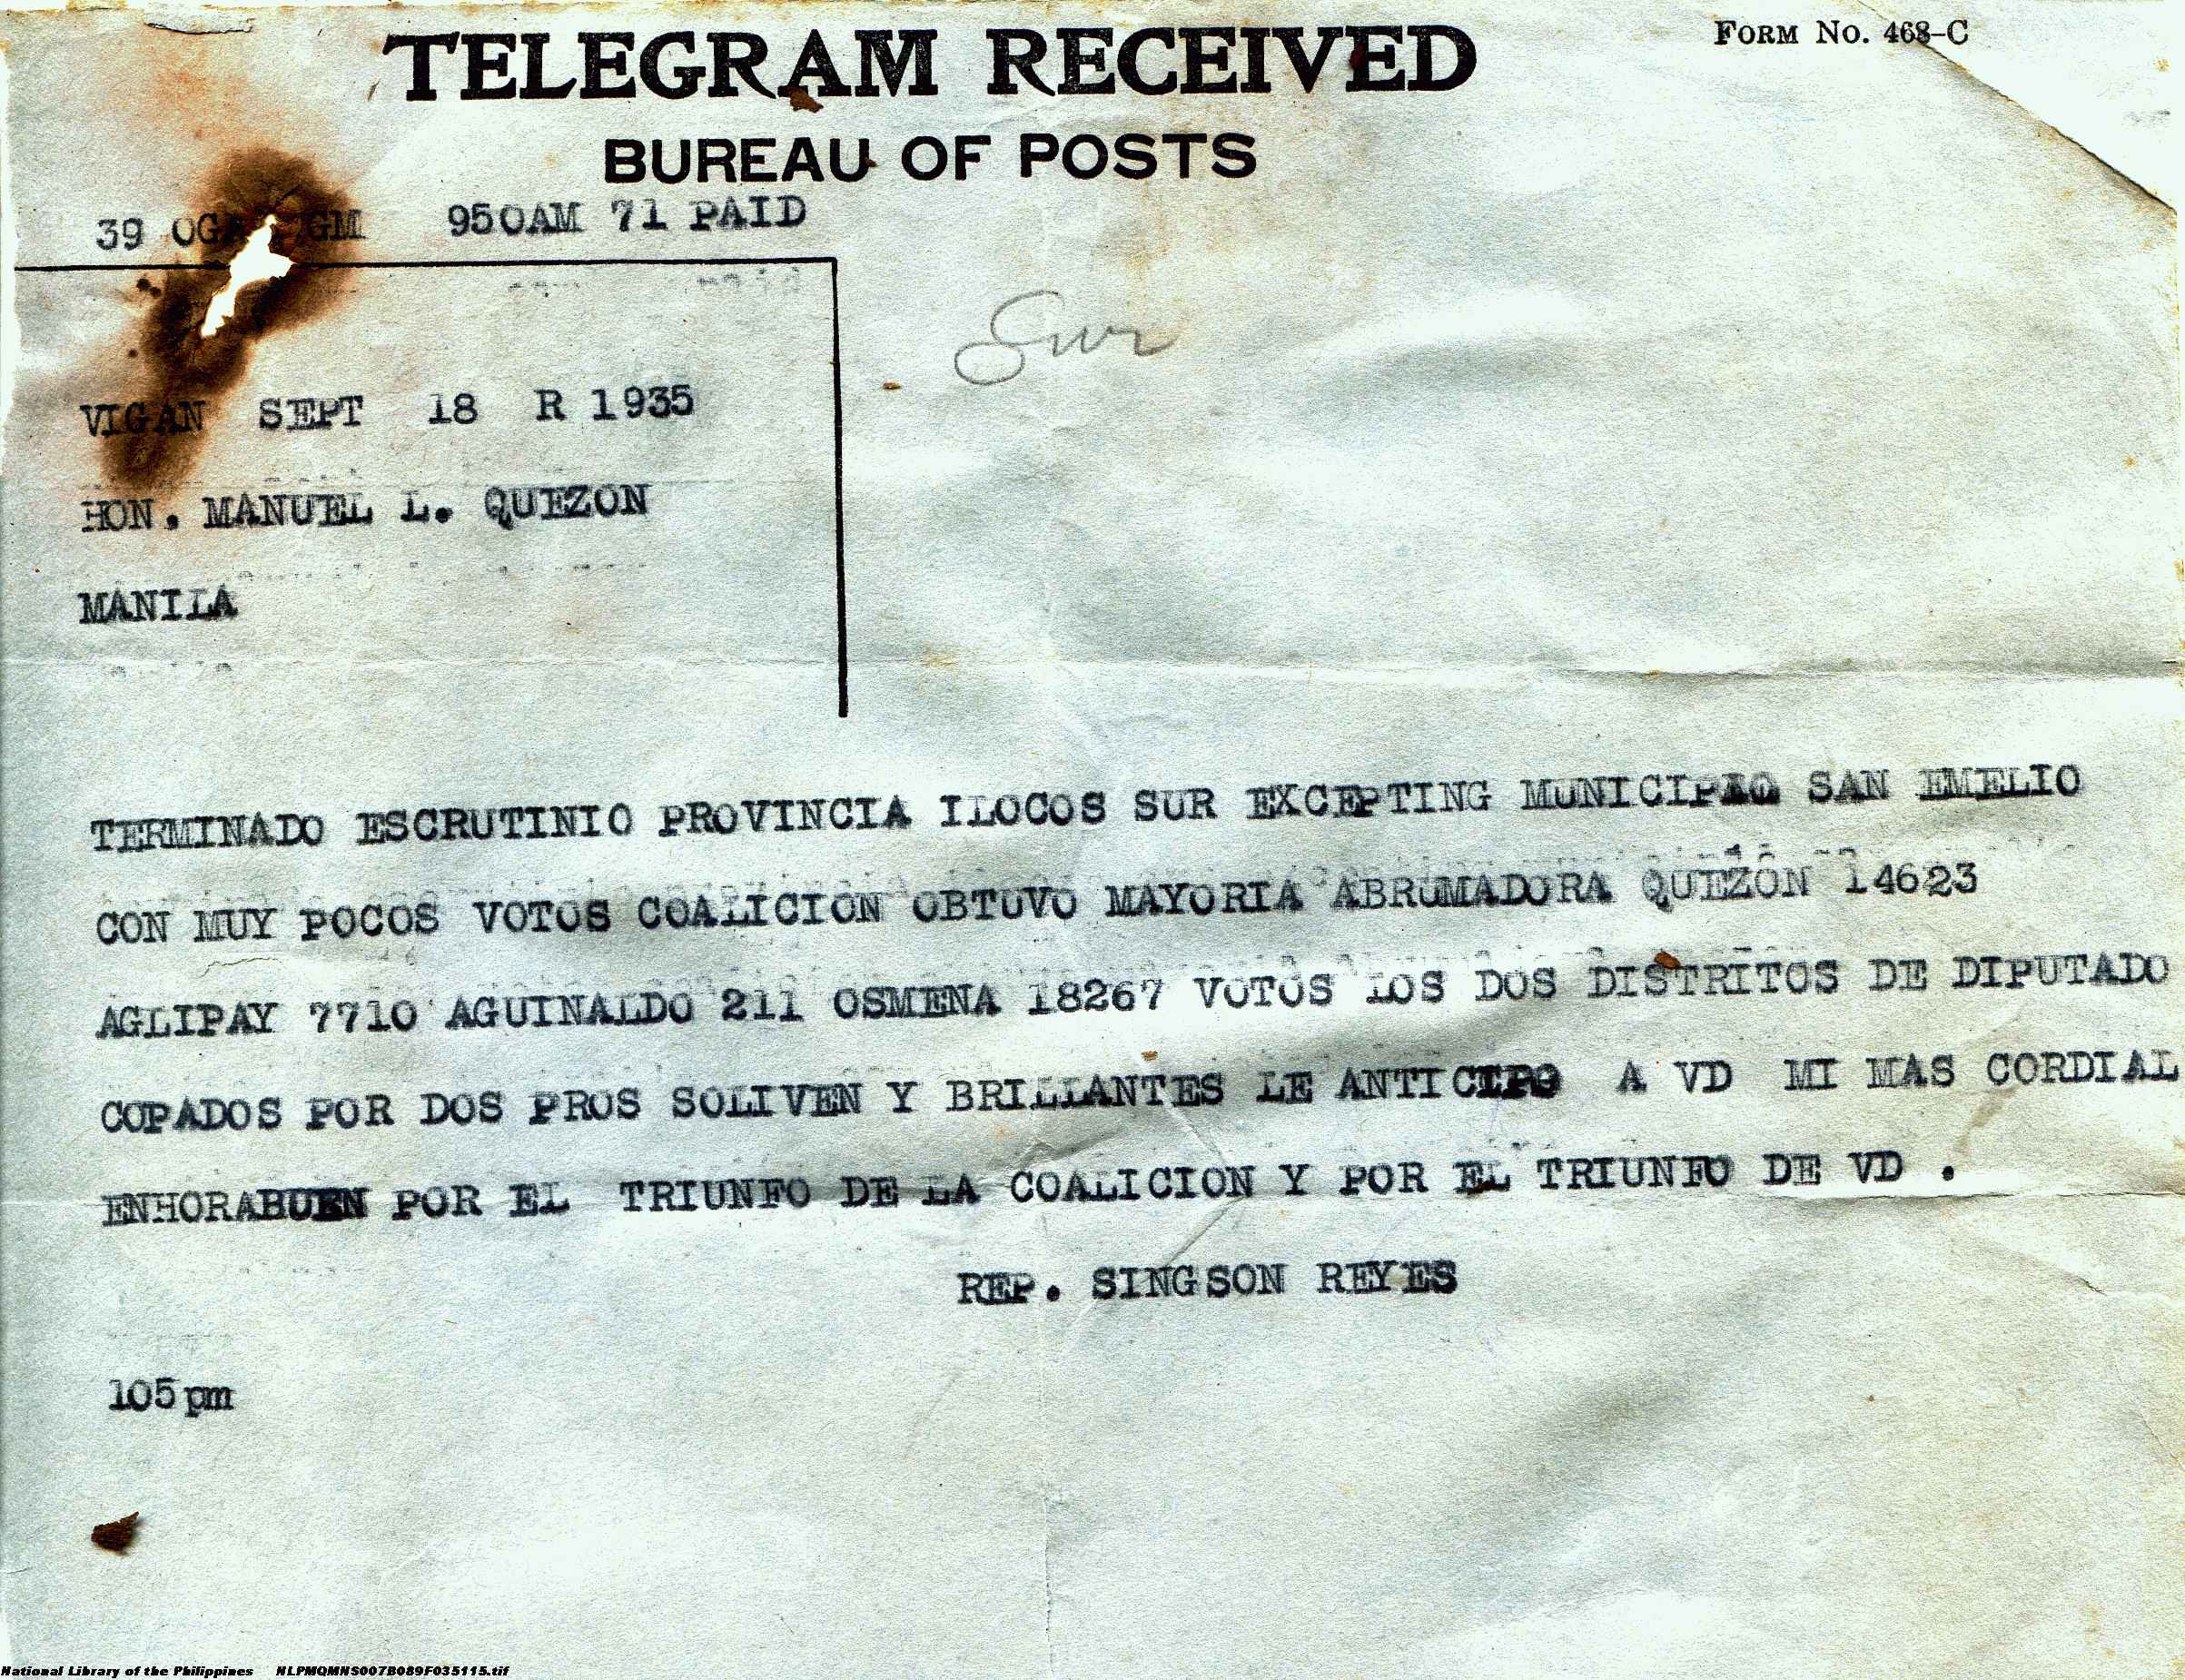 FORM NO. 468-C
TELEGRAM RECEIVED
BUREAU OF POSTS
39 GM 950AM 71 PAID
VIGAN SEPT 18 R 1935
HON. MANUEL L. QUEZON
MANILA
TERMINADO ESCRUTINIO PROVINCIA ILOCOS SUR EXCEPTING SAN EMELIO
CON MUY POCOS VOTOS COALICION OBTUVO MAYORIA ABRUMADORA QUEZON 14623
AGLIPAY 7710 AGUINALDO 211 OSMENA 18267 VOTOS LOS DOS DISTRITOS DE DIPUTADO
COPADOS POR DOS PROS SOLIVEN Y BRILLANTES LE ANTICIPO A VD MI MAS CORDIAL
ENHORABUEN POR EL TRIUNFO DE LA COALICION Y POR EL TRIUNFO DE VD .
REP. SINGSON REYES
105pm
National Library of the Philippines NLPMQMNS007B089F035115.tif